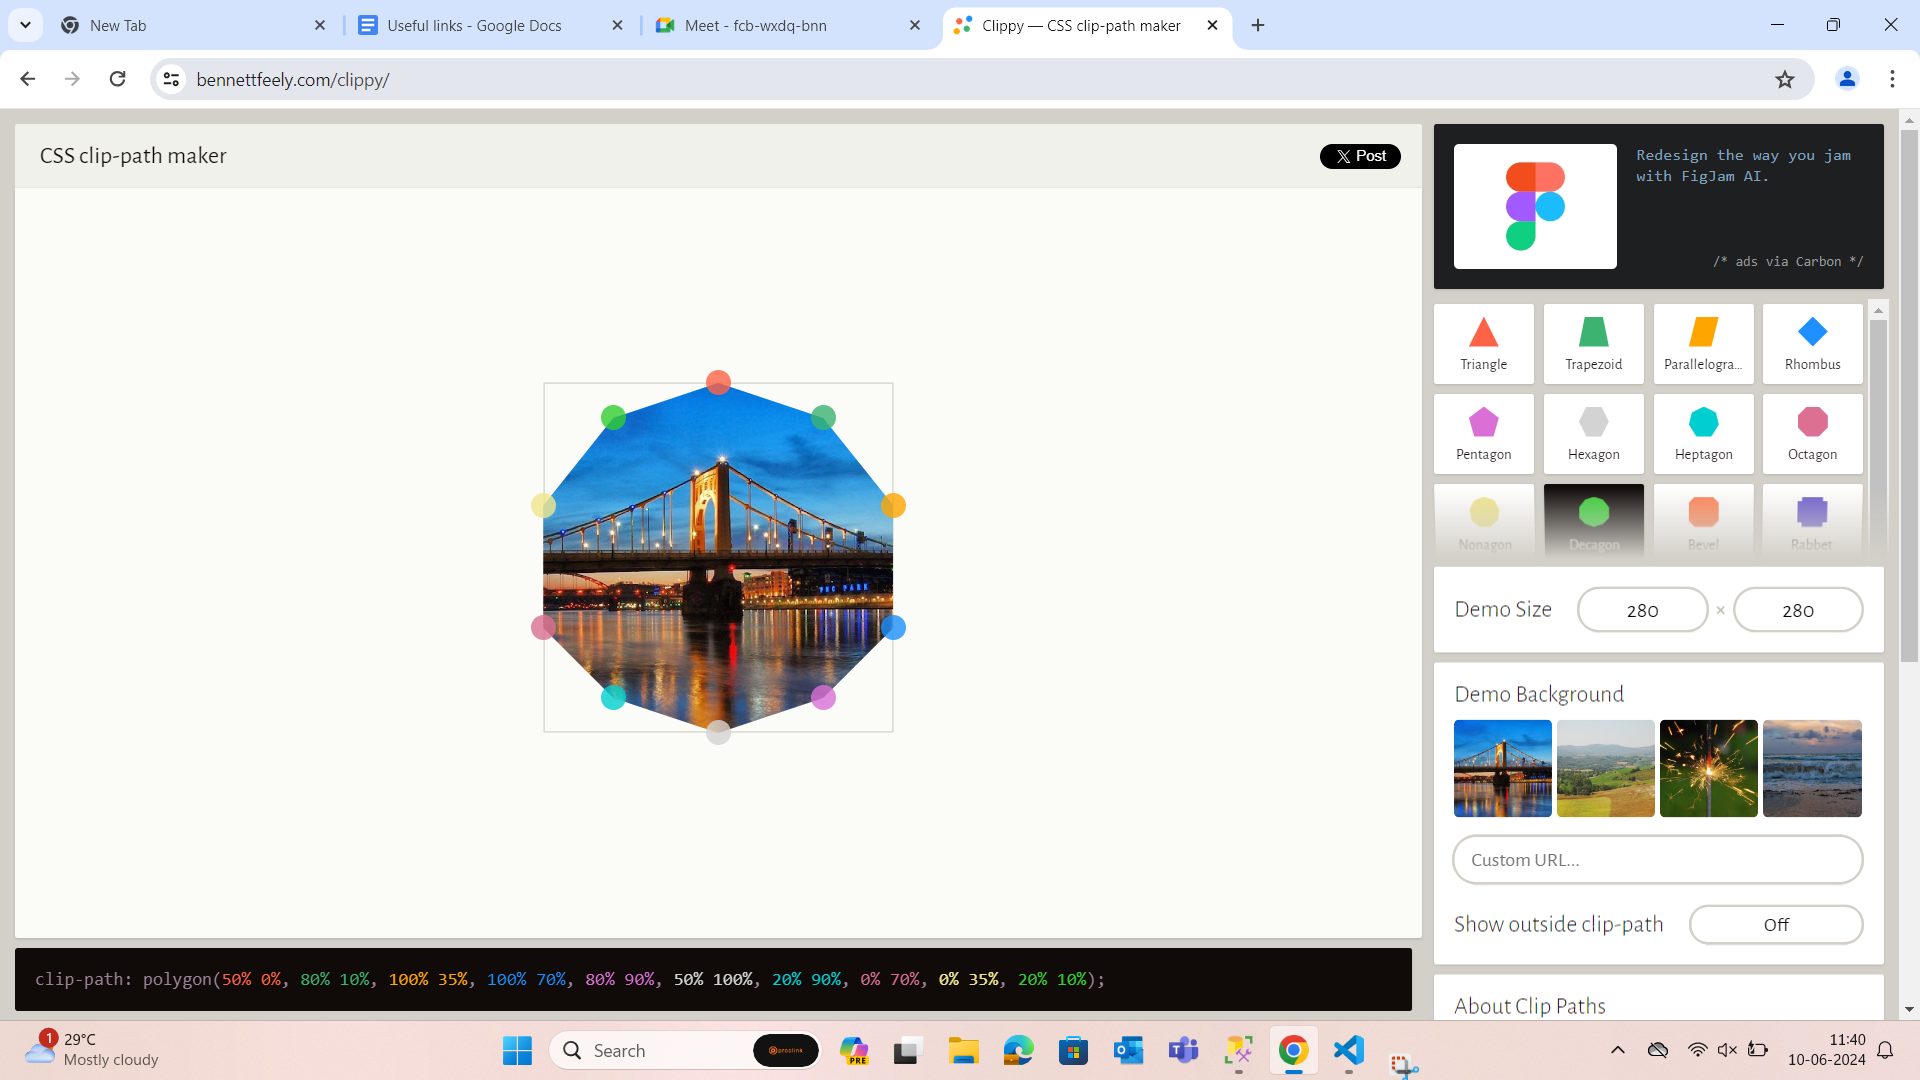 New Tab
Useful links - Google Docs
Meet - fcb-wxdq-bnn
Clippy — CSS clip-path maker
bennettfeely.com/clippy/
CSS clip-path maker
Post
Redesign the way you jam
with FigJam AI.
/* ads via Carbon */
Triangle
Trapezoid
Parallelogra...
Rhombus
Pentagon
Hexagon
Heptagon
Octagon
Nonagon
Decagon
Bevel
Rabbet
Demo Size
280
×
280
Demo Background
Custom URL...
Show outside clip-path
Off
clip-path: polygon(50% 0%, 80% 10%, 100% 35%, 100% 70%, 80% 90%, 50% 100%, 20% 90%, 0% 70%, 0% 35%, 20% 10%);
About Clip Paths
1
29°C
Mostly cloudy
Search
proclink
PRE
11:40
10-06-2024